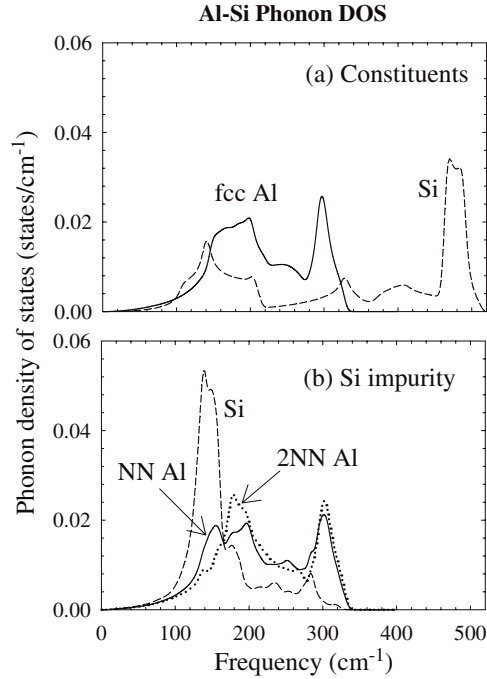 Al-Si Phonon DOS
Phonon density of states (states/cm⁻¹)
0.06
(a) Constituents
0.04
fcc Al
Si
0.02
0.00
0.06
(b) Si impurity
Si
0.04
NN Al
2NN Al
0.02
0.00
0 100 200 300 400 500
Frequency (cm⁻¹)